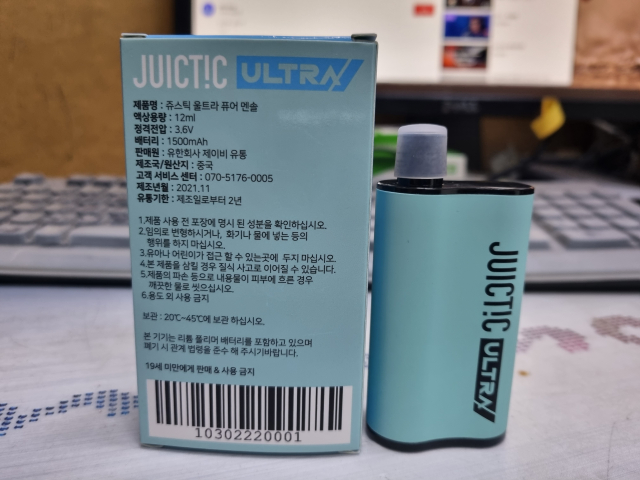 JUICT!C ULTRA
제품명 : 쥬스틱 울트라 퓨어 멘솔
액상용량 : 12ml
정격전압 : 3.6V
배터리 : 1500mAh
판매원 : 유한회사 제이비 유통
제조국/원산지 : 중국
고객 서비스 센터 : 070-5176-0005
제조년월 : 2021.11
유통기한 : 제조일로부터 2년
1.제품 사용 전 포장에 명시 된 성분을 확인하십시오.
2.임의로 변형하시거나, 화기나 물에 넣는 등의
행위를 하지 마십시오.
3.유아나 어린이가 접근 할 수 있는곳에 두지 마십시오.
4.본 제품을 삼킬 경우 질식 사고로 이어질 수 있습니다.
5.제품의 파손 등으로 내용물이 피부에 흐른 경우
깨끗한 물로 씻으십시오.
6.용도 외 사용 금지
보관 : 20℃~45℃에 보관 하십시오.
본 기기는 리튬 폴리머 배터리를 포함하고 있으며
폐기 시 관계 법령을 준수 해 주시기바랍니다.
19세 미만에게 판매 & 사용 금지
10302220001
JUICT!C ULTRA